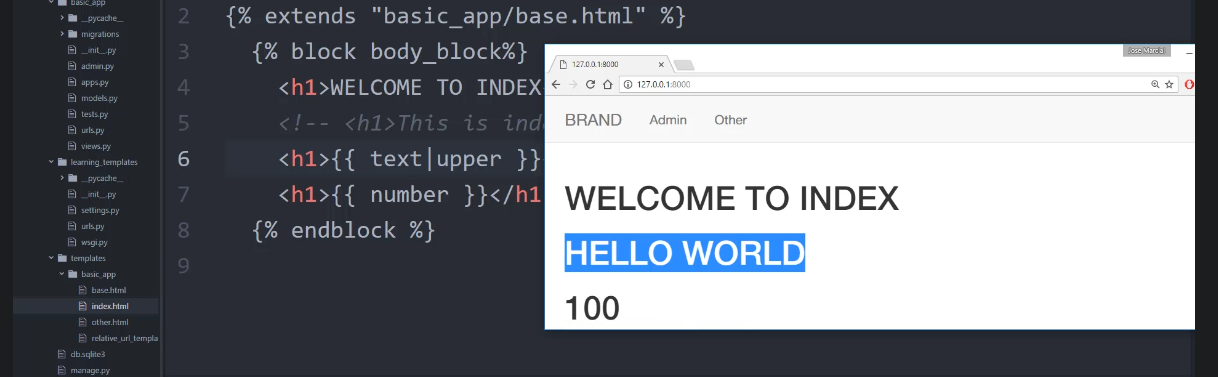 basic_app
__pycache__
migrations
__init__.py
admin.py
apps.py
models.py
tests.py
urls.py
views.py
learning_templates
__pycache__
__init__.py
settings.py
urls.py
wsgi.py
templates
basic_app
base.html
index.html
other.html
relative_url_templa
db.sqlite3
manage.py
2 {% extends "basic_app/base.html" %}
3 {% block body_block%}
4 <h1>WELCOME TO INDEX
5 <!-- <h1>This is inde
6 <h1>{{ text|upper }}
7 <h1>{{ number }}</h1
8 {% endblock %}
9
Jose Marcial
127.0.0.1:8000
127.0.0.1:8000
BRAND Admin Other
WELCOME TO INDEX
HELLO WORLD
100